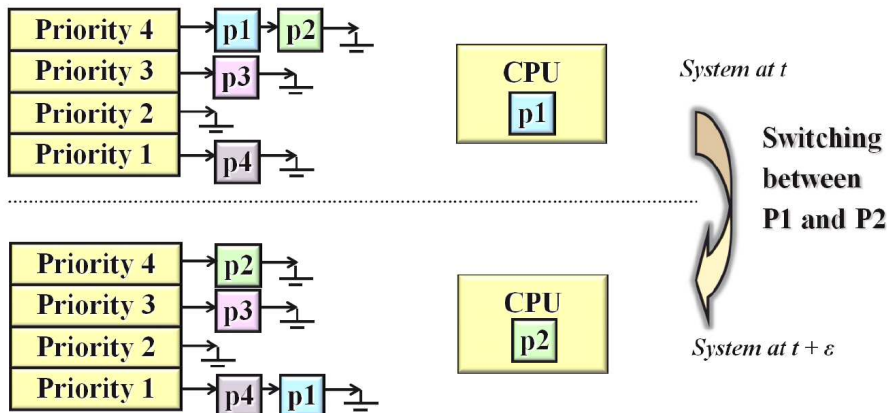 Priority 4 p1 p2
Priority 3 p3
Priority 2
Priority 1 p4
CPU
p1
System at t
Switching
between
P1 and P2
Priority 4 p2
Priority 3 p3
Priority 2
Priority 1 p4 p1
CPU
p2
System at t + ε